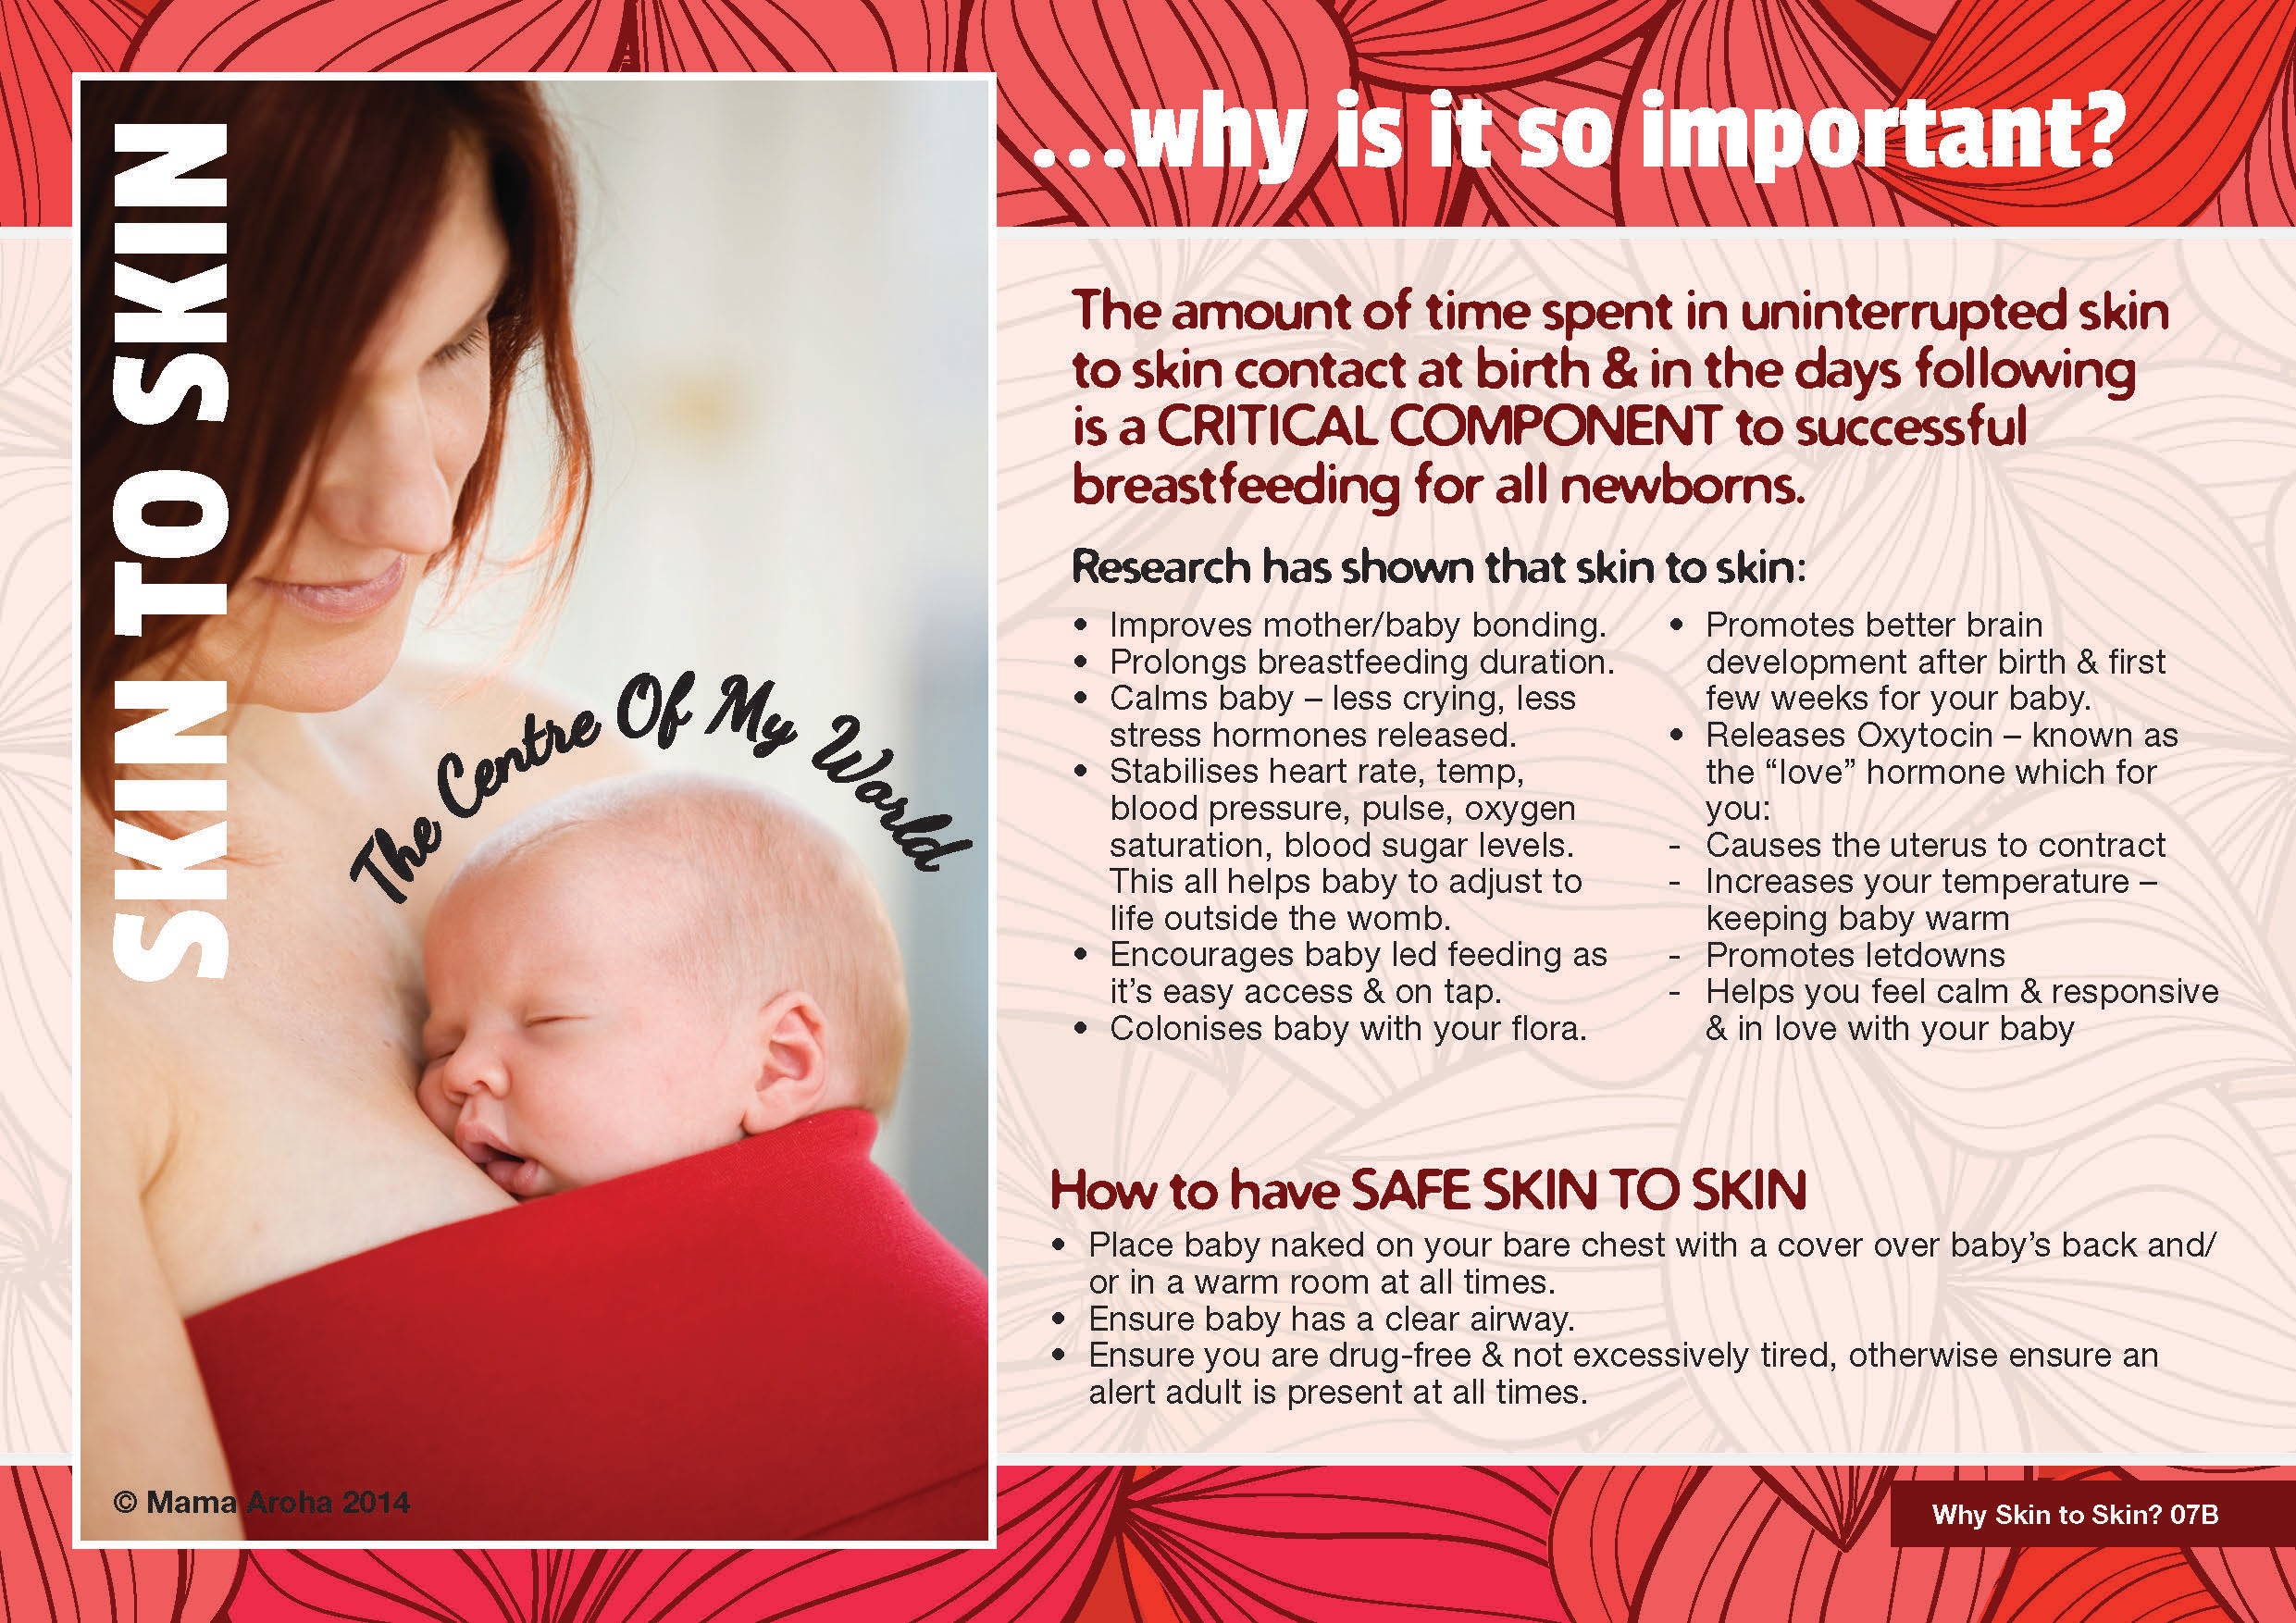 SKIN TO SKIN
...why is it so important?
The Centre Of My World
The amount of time spent in uninterrupted skin
to skin contact at birth & in the days following
is a CRITICAL COMPONENT to successful
breastfeeding for all newborns.
Research has shown that skin to skin:
• Improves mother/baby bonding.
• Prolongs breastfeeding duration.
• Calms baby – less crying, less
stress hormones released.
• Stabilises heart rate, temp,
blood pressure, pulse, oxygen
saturation, blood sugar levels.
This all helps baby to adjust to
life outside the womb.
• Encourages baby led feeding as
it's easy access & on tap.
• Colonises baby with your flora.
• Promotes better brain
development after birth & first
few weeks for your baby.
• Releases Oxytocin – known as
the “love” hormone which for
you:
- Causes the uterus to contract
- Increases your temperature –
keeping baby warm
- Promotes letdowns
- Helps you feel calm & responsive
& in love with your baby
How to have SAFE SKIN TO SKIN
• Place baby naked on your bare chest with a cover over baby’s back and/
or in a warm room at all times.
• Ensure baby has a clear airway.
• Ensure you are drug-free & not excessively tired, otherwise ensure an
alert adult is present at all times.
© Mama Aroha 2014
Why Skin to Skin? 07B